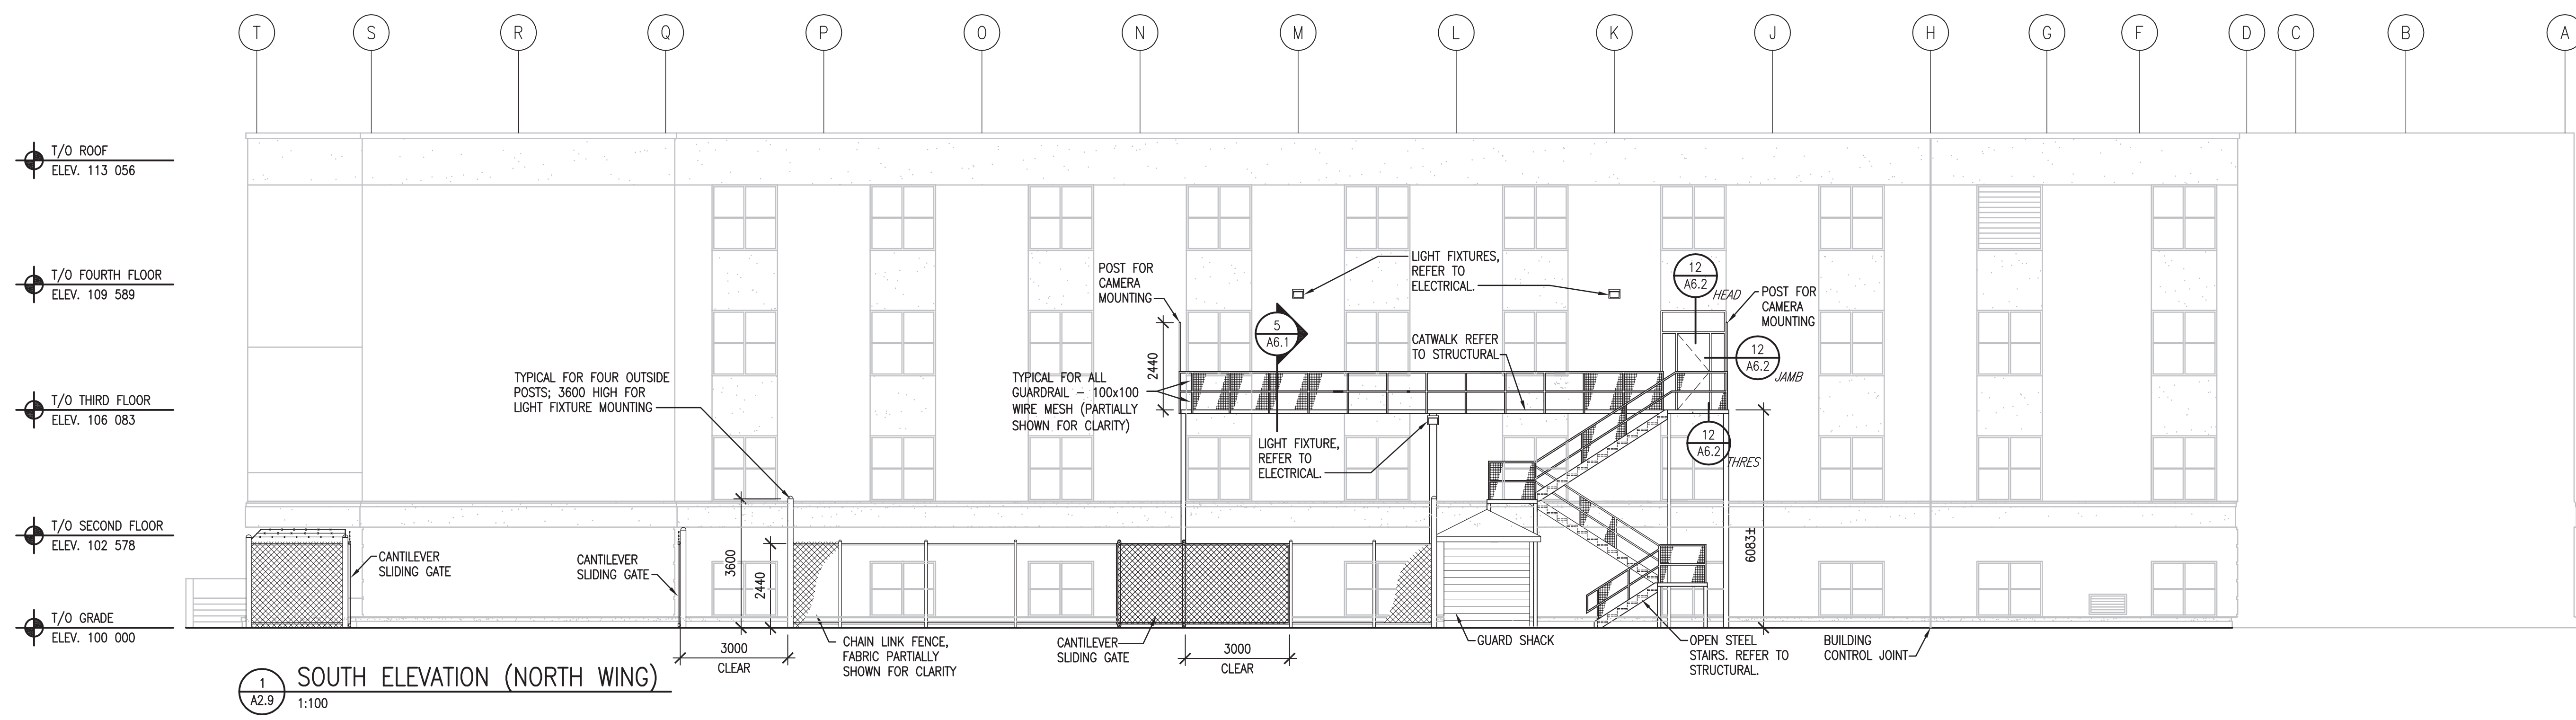 T S R Q P O N M L K J H G F D C B A
T/O ROOF
ELEV. 113 056
T/O FOURTH FLOOR
ELEV. 109 589
T/O THIRD FLOOR
ELEV. 106 083
T/O SECOND FLOOR
ELEV. 102 578
T/O GRADE
ELEV. 100 000
CANTILEVER
SLIDING GATE
TYPICAL FOR FOUR OUTSIDE
POSTS; 3600 HIGH FOR
LIGHT FIXTURE MOUNTING
CANTILEVER
SLIDING GATE
3600
2440
3000
CLEAR
CHAIN LINK FENCE,
FABRIC PARTIALLY
SHOWN FOR CLARITY
POST FOR
CAMERA
MOUNTING
2440
TYPICAL FOR ALL
GUARDRAIL – 100x100
WIRE MESH (PARTIALLY
SHOWN FOR CLARITY)
CANTILEVER
SLIDING GATE
3000
CLEAR
5
A6.1
LIGHT FIXTURE,
REFER TO
ELECTRICAL.
LIGHT FIXTURES,
REFER TO
ELECTRICAL.
CATWALK REFER
TO STRUCTURAL
GUARD SHACK
12
A6.2
HEAD
POST FOR
CAMERA
MOUNTING
12
A6.2
JAMB
12
A6.2
THRES
6083±
OPEN STEEL
STAIRS. REFER TO
STRUCTURAL.
BUILDING
CONTROL JOINT
1
A2.9
SOUTH ELEVATION (NORTH WING)
1:100